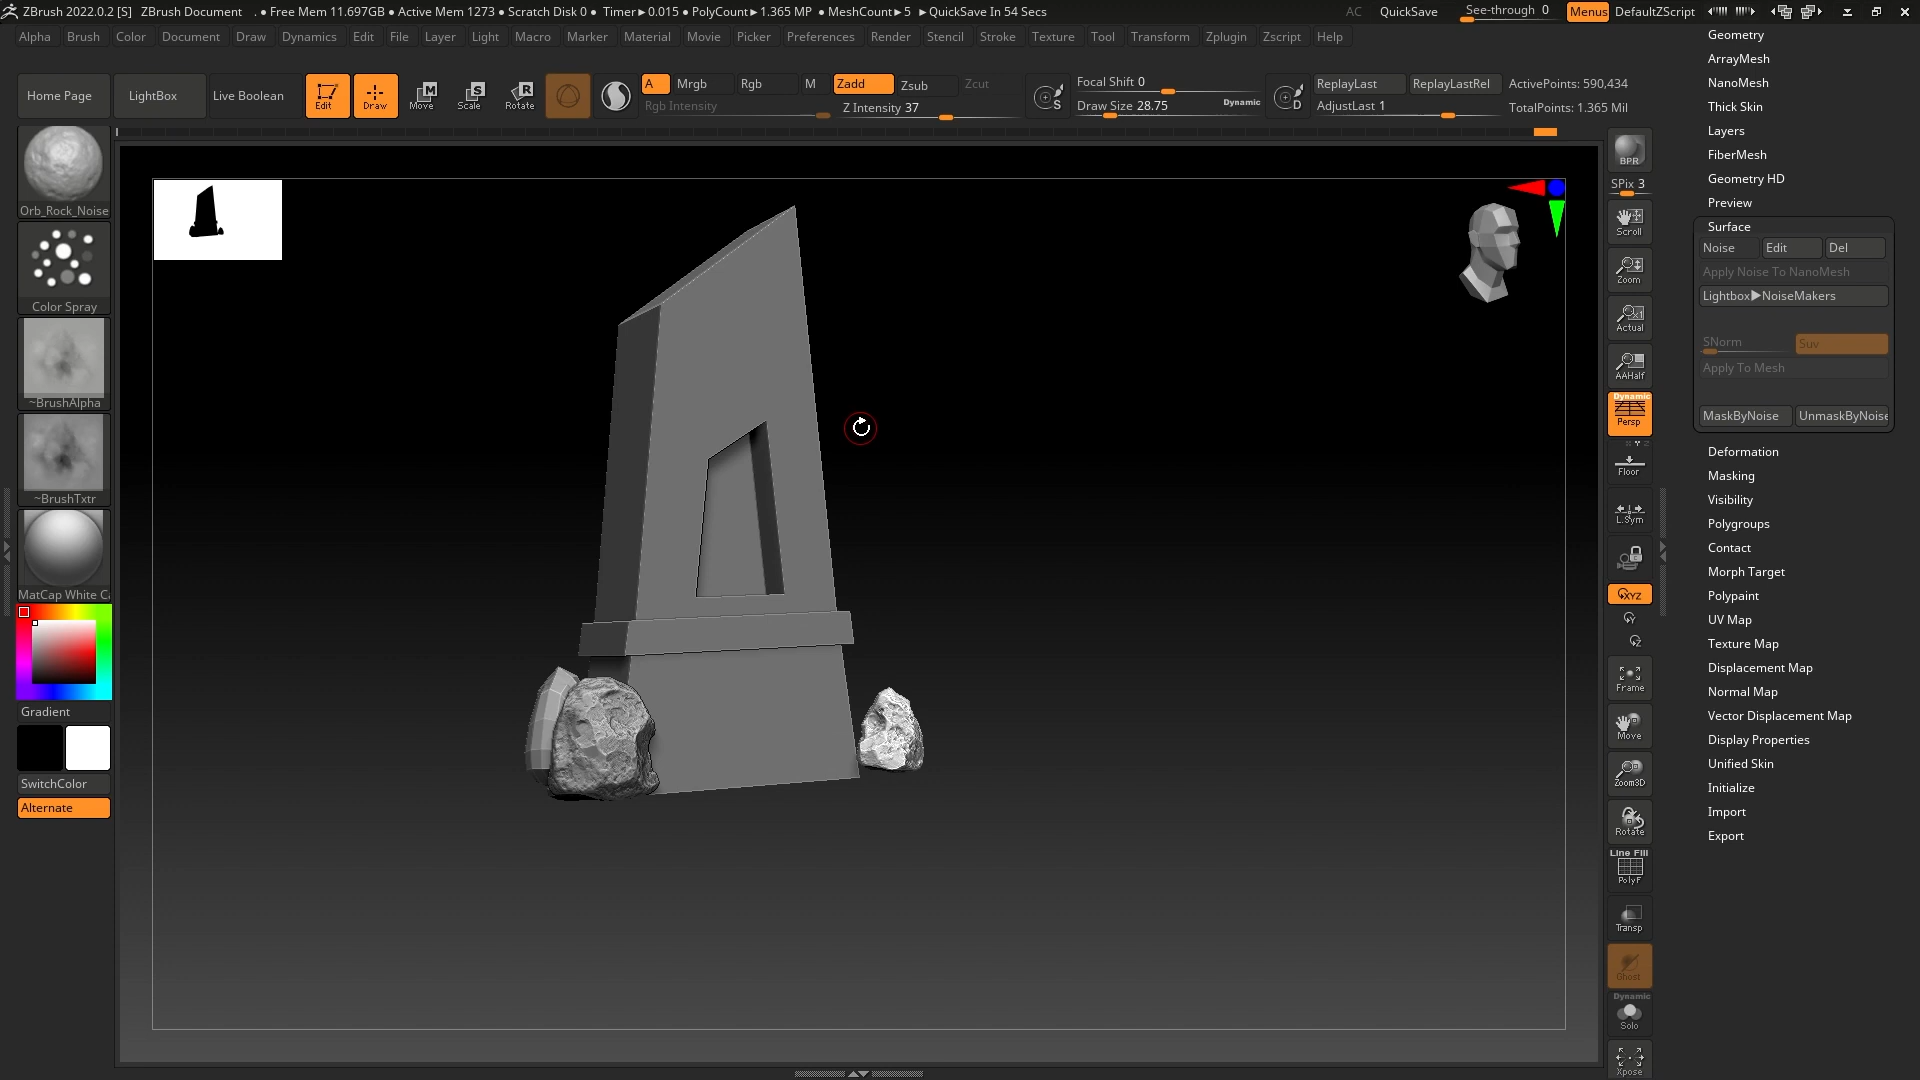 ZBrush 2022.0.2 [S] ZBrush Document . ● Free Mem 11.697GB ● Active Mem 1273 ● Scratch Disk 0 ● Timer►0.015 ● PolyCount►1.365 MP ● MeshCount►5 ►QuickSave In 54 Secs AC QuickSave See-through 0 Menus DefaultZScript
Alpha Brush Color Document Draw Dynamics Edit File Layer Light Macro Marker Material Movie Picker Preferences Render Stencil Stroke Texture Tool Transform Zplugin Zscript Help
Home Page LightBox Live Boolean Edit Draw Move Scale Rotate
A Mrgb Rgb M Zadd Zsub Zcut
Rgb Intensity Z Intensity 37
S Focal Shift 0
Draw Size 28.75 Dynamic
D ReplayLast ReplayLastRel ActivePoints: 590,434
AdjustLast 1 TotalPoints: 1.365 Mil
Orb_Rock_Noise
Color Spray
~BrushAlpha
~BrushTxtr
MatCap White Ca
Gradient
SwitchColor
Alternate
BPR
SPix 3
Scroll
Zoom
Actual
AAHalf
Dynamic
Persp
Floor
L.Sym
XYZ
Y
Z
Frame
Move
Zoom3D
Rotate
Line Fill
PolyF
Transp
Ghost
Dynamic
Solo
Xpose
Geometry
ArrayMesh
NanoMesh
Thick Skin
Layers
FiberMesh
Geometry HD
Preview
Surface
Noise Edit Del
Apply Noise To NanoMesh
Lightbox►NoiseMakers
SNorm Suv
Apply To Mesh
MaskByNoise UnmaskByNoise
Deformation
Masking
Visibility
Polygroups
Contact
Morph Target
Polypaint
UV Map
Texture Map
Displacement Map
Normal Map
Vector Displacement Map
Display Properties
Unified Skin
Initialize
Import
Export